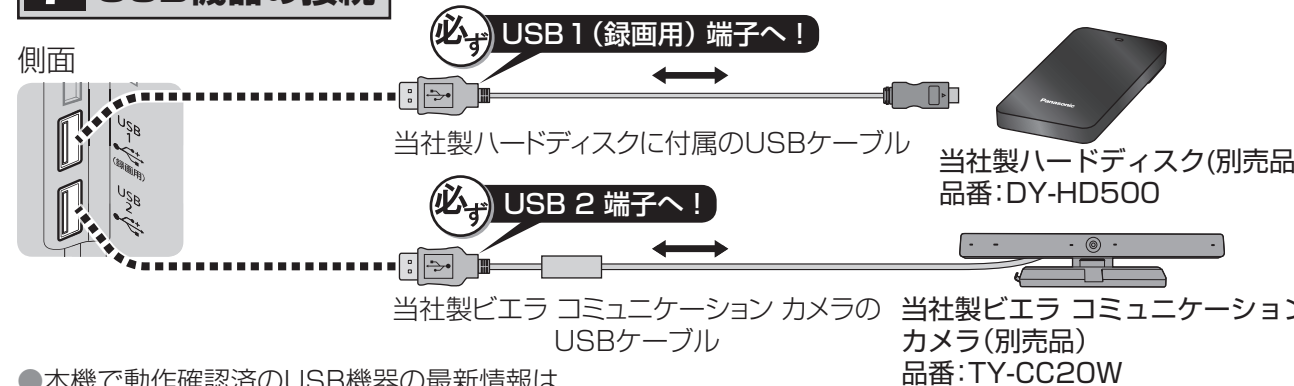 USB機器の接続
側面
必ず USB 1（録画用）端子へ！
USB
1
（録画用）
USB
2
当社製ハードディスクに付属のUSBケーブル
Panasonic
当社製ハードディスク(別売品
品番：DY-HD500
必ず USB 2 端子へ！
当社製ビエラ コミュニケーション カメラの
USBケーブル
当社製ビエラ コミュニケーション
カメラ（別売品）
品番：TY-CC20W
●本機で動作確認済のUSB機器の最新情報は